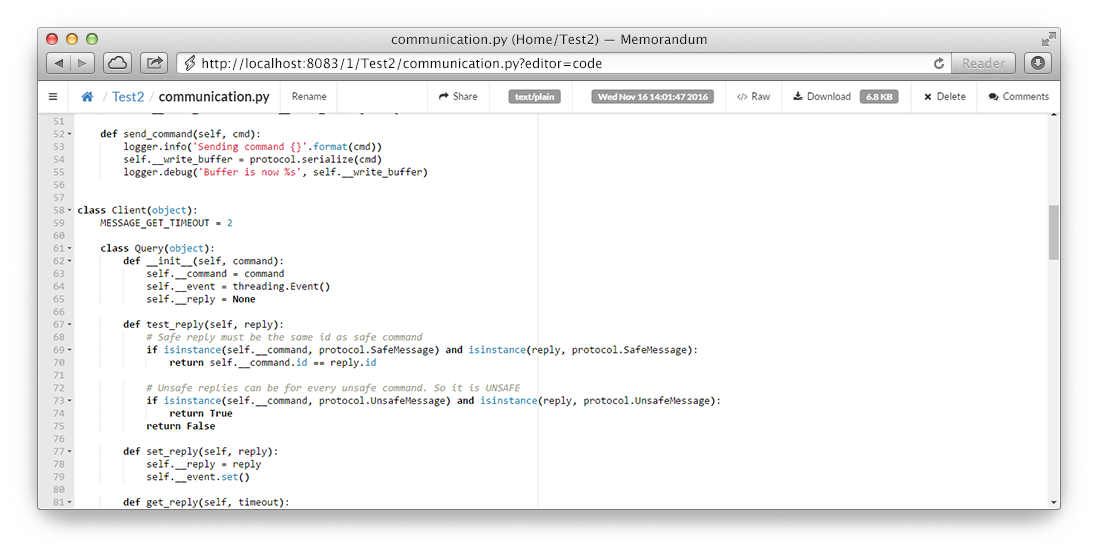 communication.py (Home/Test2) — Memorandum
http://localhost:8083/1/Test2/communication.py?editor=code
Reader
/ Test2 / communication.py Rename Share text/plain Wed Nov 16 14:01:47 2016 </> Raw Download 6.8 KB Delete Comments
51
52 def send_command(self, cmd):
53 logger.info('Sending command {}'.format(cmd))
54 self.__write_buffer = protocol.serialize(cmd)
55 logger.debug('Buffer is now %s', self.__write_buffer)
56
57
58 class Client(object):
59 MESSAGE_GET_TIMEOUT = 2
60
61 class Query(object):
62 def __init__(self, command):
63 self.__command = command
64 self.__event = threading.Event()
65 self.__reply = None
66
67 def test_reply(self, reply):
68 # Safe reply must be the same id as safe command
69 if isinstance(self.__command, protocol.SafeMessage) and isinstance(reply, protocol.SafeMessage):
70 return self.__command.id == reply.id
71
72 # Unsafe replies can be for every unsafe command. So it is UNSAFE
73 if isinstance(self.__command, protocol.UnsafeMessage) and isinstance(reply, protocol.UnsafeMessage):
74 return True
75 return False
76
77 def set_reply(self, reply):
78 self.__reply = reply
79 self.__event.set()
80
81 def get_reply(self, timeout):